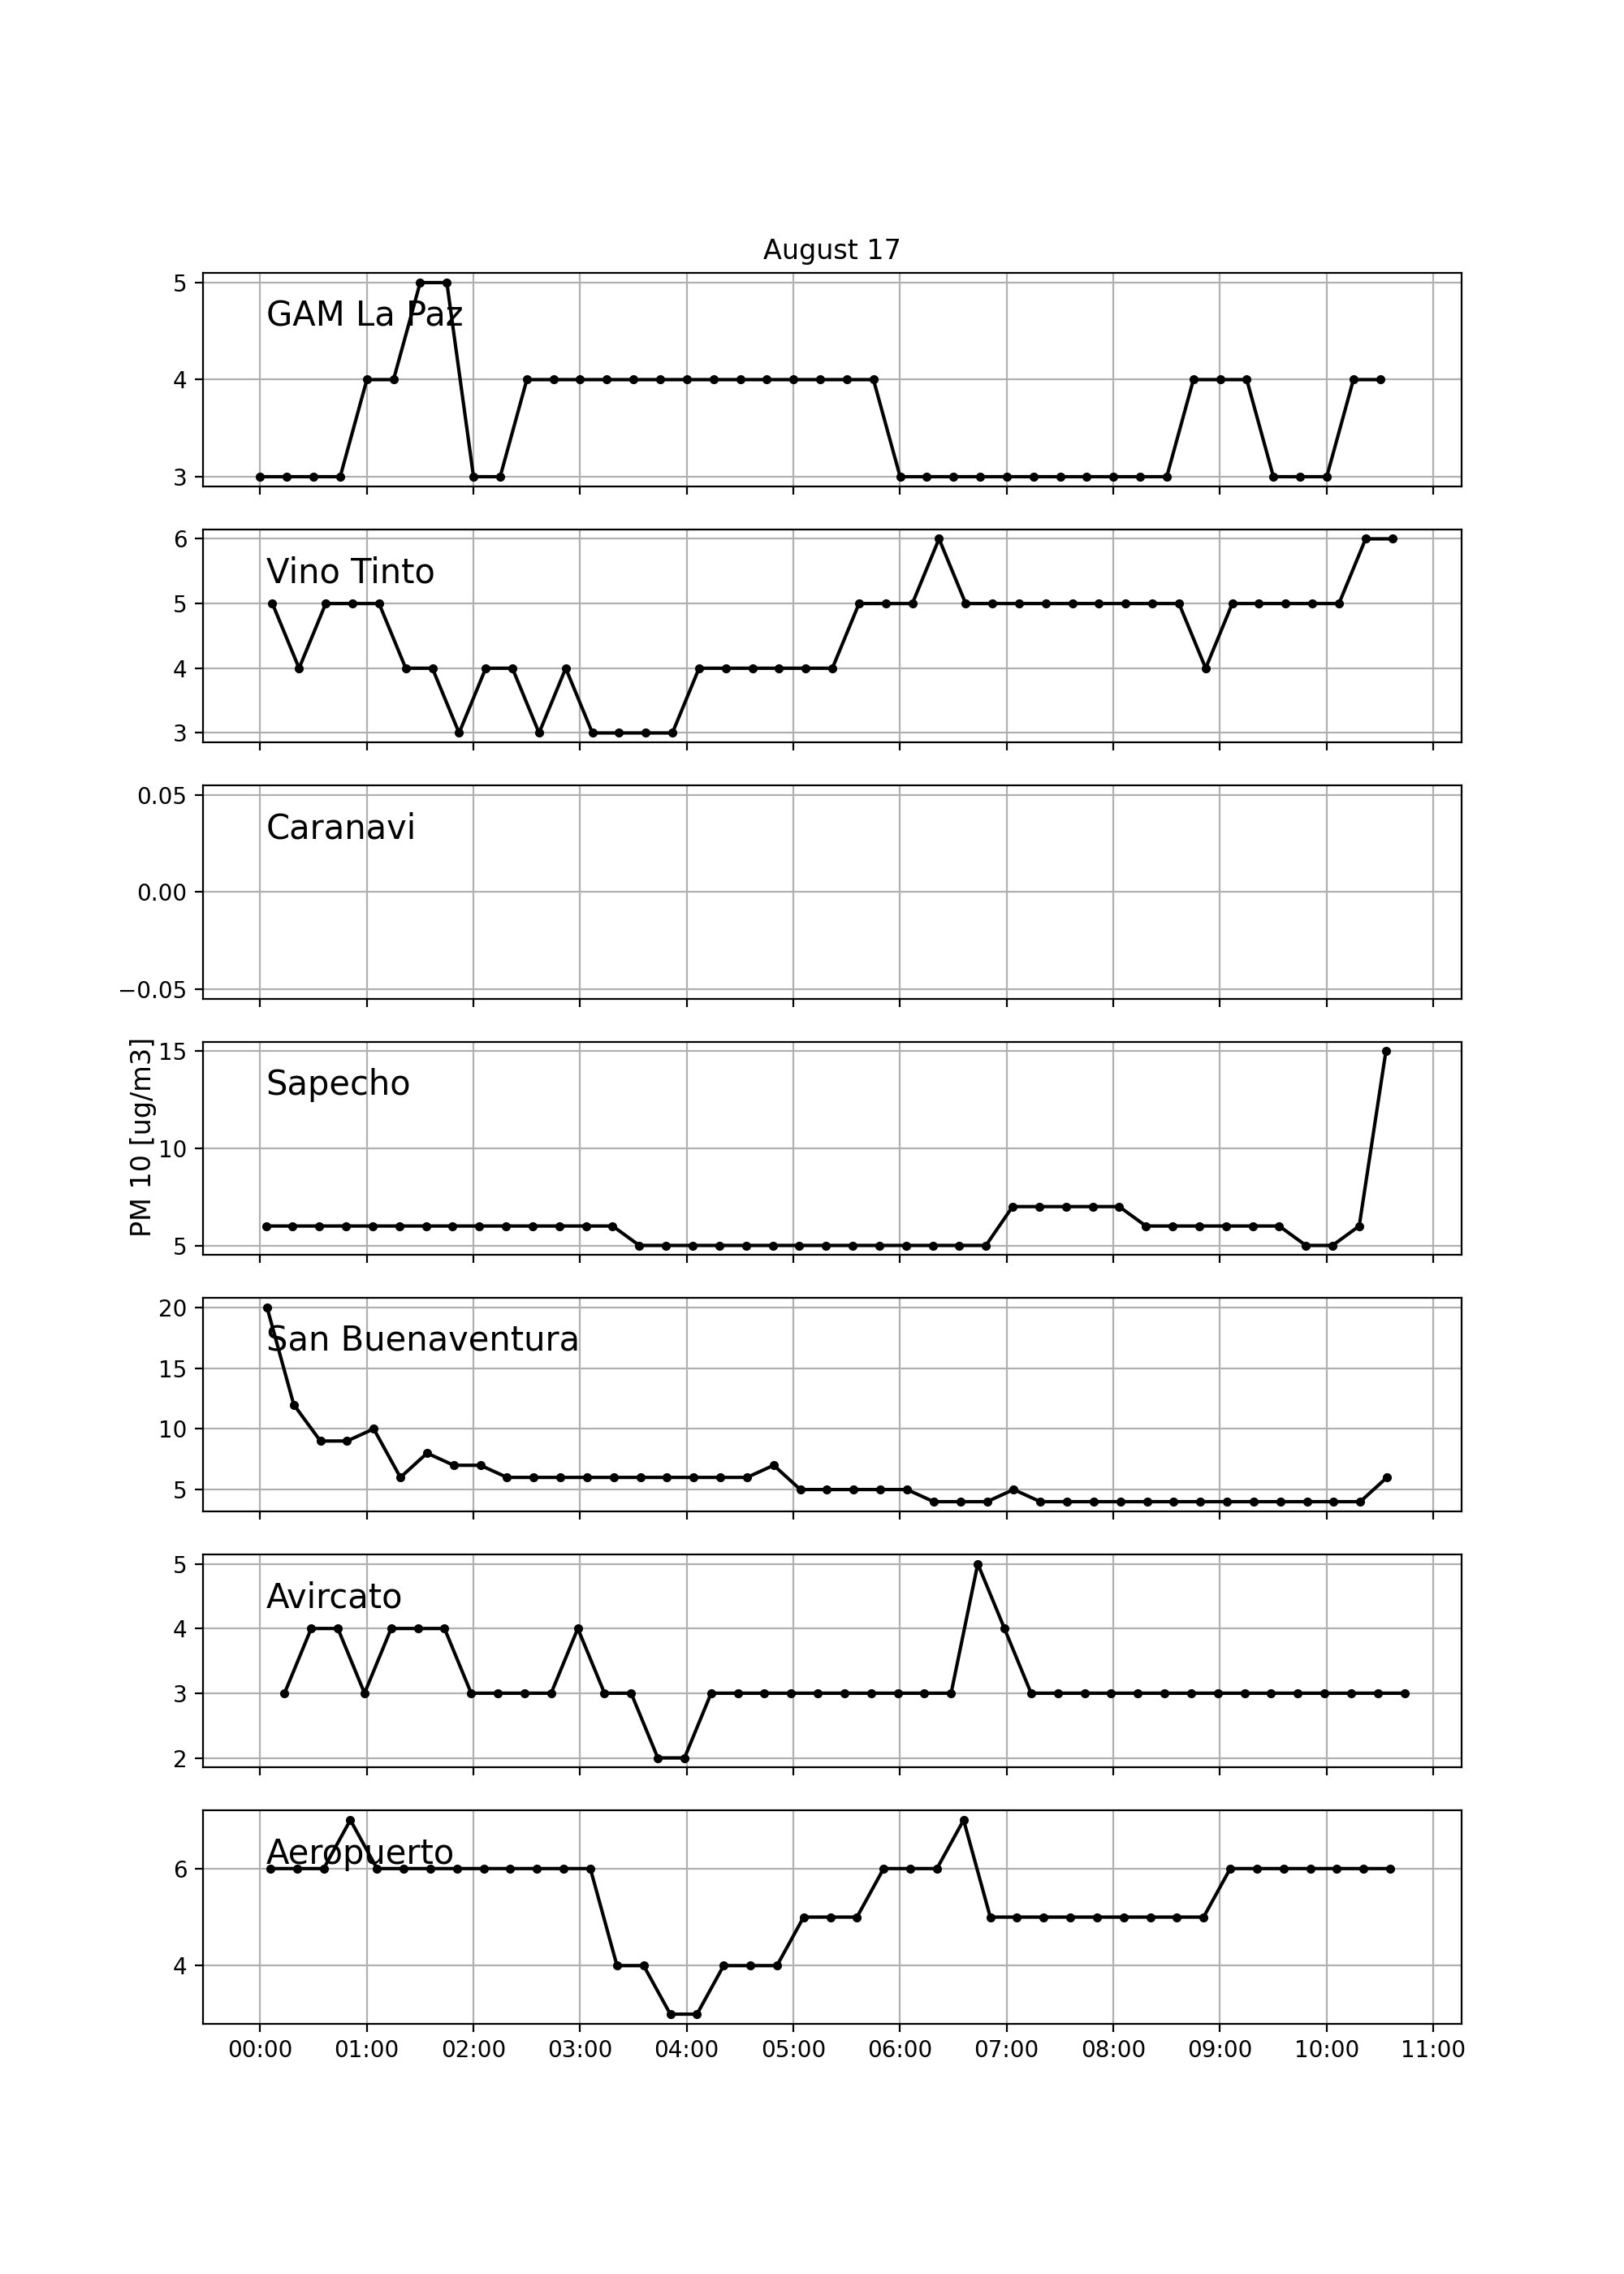 August 17
5
GAM La Paz
4
3
6
Vino Tinto
5
4
3
0.05
Caranavi
0.00
−0.05
PM 10 [ug/m3]
15
Sapecho
10
5
20
San Buenaventura
15
10
5
5
Avircato
4
3
2
Aeropuerto
6
4
00:00 01:00 02:00 03:00 04:00 05:00 06:00 07:00 08:00 09:00 10:00 11:00